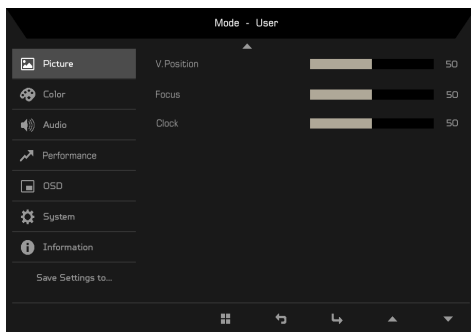 Mode - User
Picture
V.Position 50
Color
Focus 50
Audio
Clock 50
Performance
OSD
System
Information
Save Settings to...